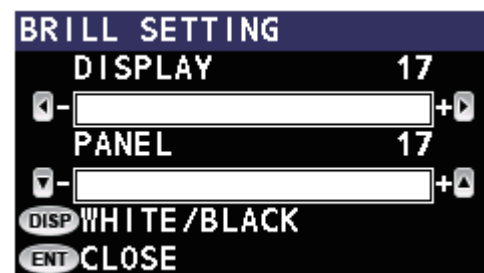 BRILL SETTING
DISPLAY 17
- +
PANEL 17
- +
DISP WHITE/BLACK
ENT CLOSE